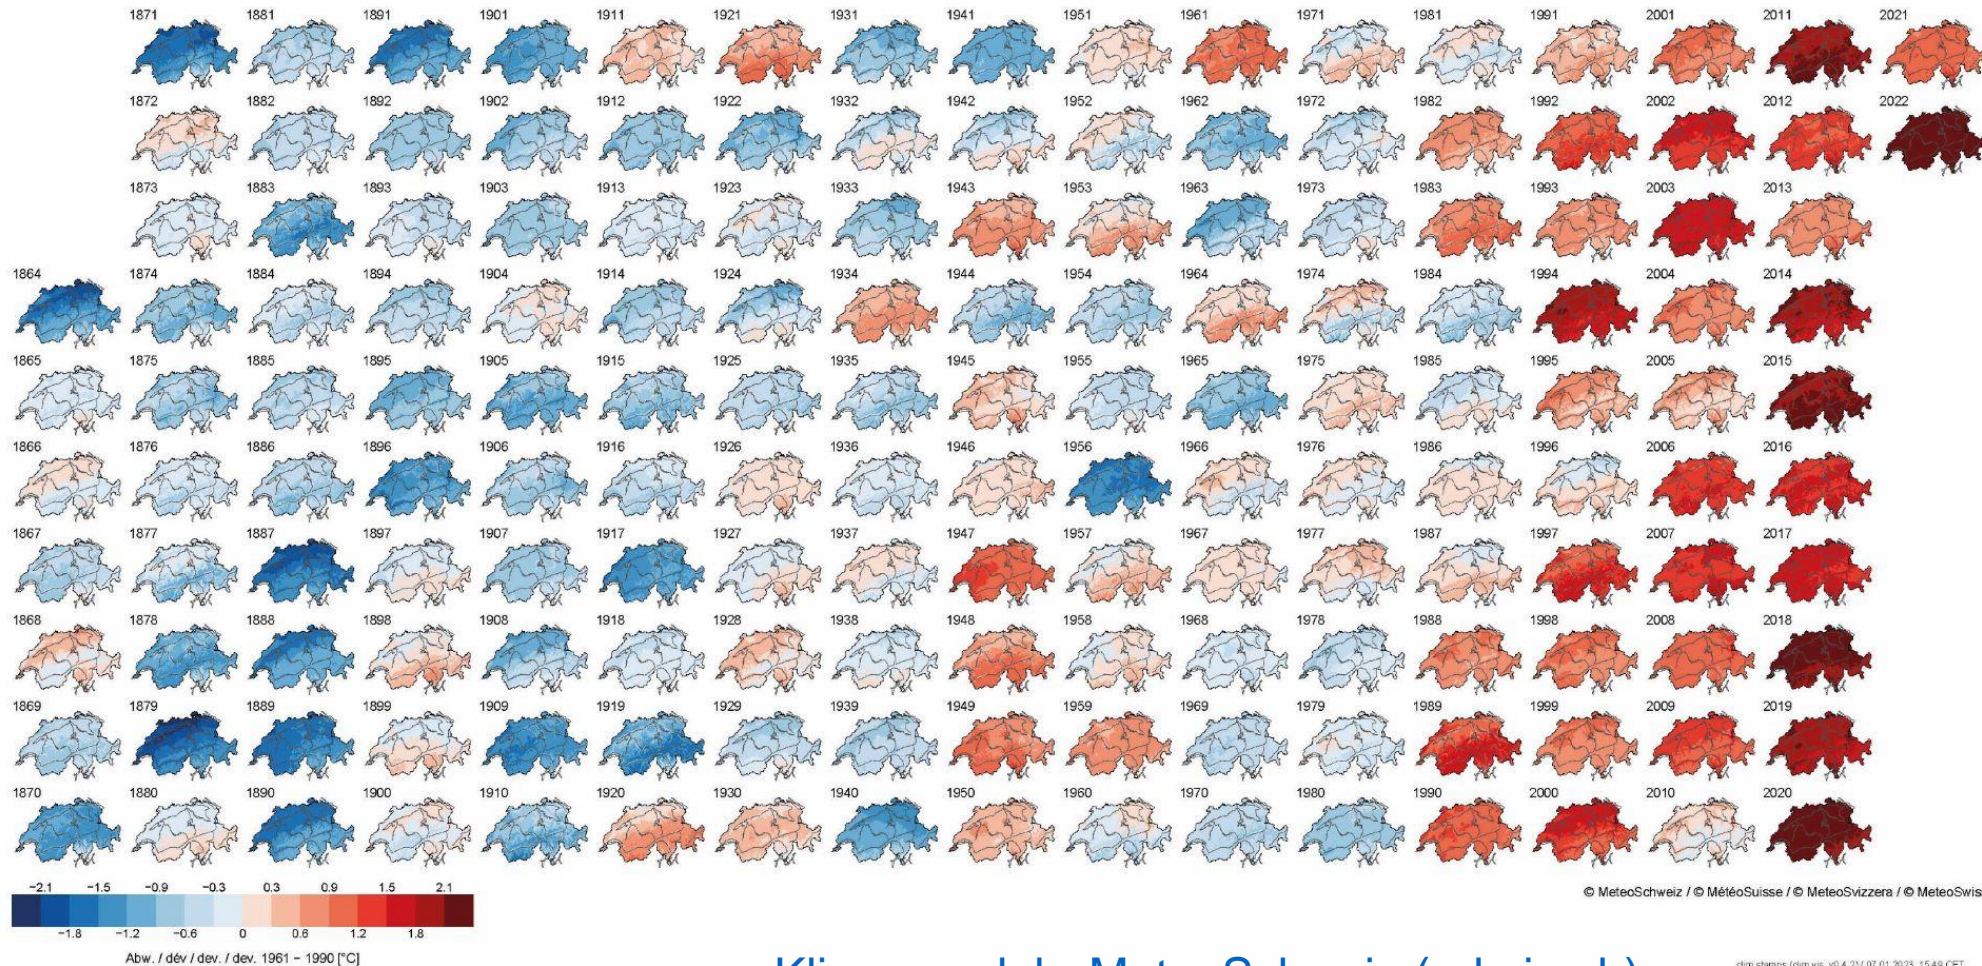 1871 1881 1891 1901 1911 1921 1931 1941 1951 1961 1971 1981 1991 2001 2011 2021
1872 1882 1892 1902 1912 1922 1932 1942 1952 1962 1972 1982 1992 2002 2012 2022
1873 1883 1893 1903 1913 1923 1933 1943 1953 1963 1973 1983 1993 2003 2013
1864 1874 1884 1894 1904 1914 1924 1934 1944 1954 1964 1974 1984 1994 2004 2014
1865 1875 1885 1895 1905 1915 1925 1935 1945 1955 1965 1975 1985 1995 2005 2015
1866 1876 1886 1896 1906 1916 1926 1936 1946 1956 1966 1976 1986 1996 2006 2016
1867 1877 1887 1897 1907 1917 1927 1937 1947 1957 1967 1977 1987 1997 2007 2017
1868 1878 1888 1898 1908 1918 1928 1938 1948 1958 1968 1978 1988 1998 2008 2018
1869 1879 1889 1899 1909 1919 1929 1939 1949 1959 1969 1979 1989 1999 2009 2019
1870 1880 1890 1900 1910 1920 1930 1940 1950 1960 1970 1980 1990 2000 2010 2020
−2.1 −1.5 −0.9 −0.3 0.3 0.9 1.5 2.1
−1.8 −1.2 −0.6 0 0.6 1.2 1.8
Abw. / dév / dev. / dev. 1961 − 1990 [°C]
© MeteoSchweiz / © MétéoSuisse / © MeteoSvizzera / © MeteoSwis
07.01.2023, 15:49 CET